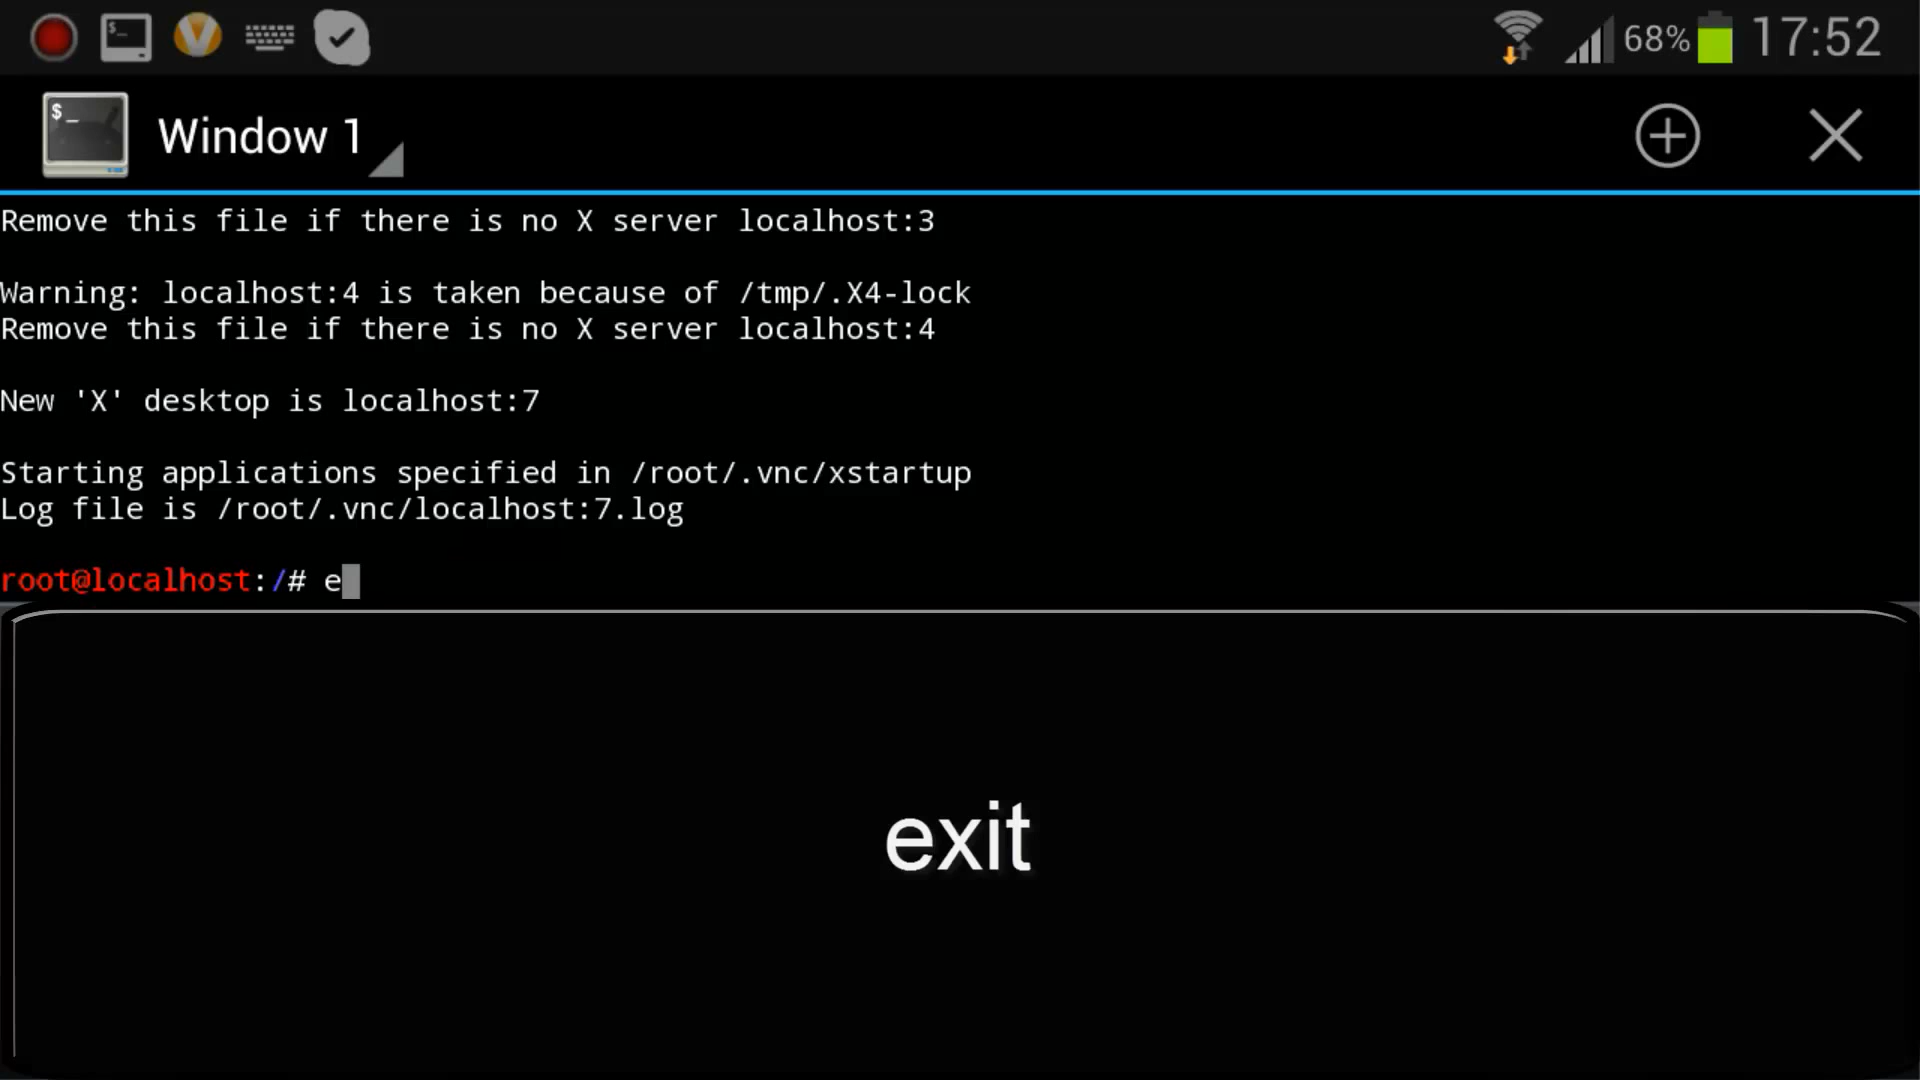 68% 17:52
$_ Window 1
Remove this file if there is no X server localhost:3
Warning: localhost:4 is taken because of /tmp/.X4-lock
Remove this file if there is no X server localhost:4
New 'X' desktop is localhost:7
Starting applications specified in /root/.vnc/xstartup
Log file is /root/.vnc/localhost:7.log
root@localhost:/# e
exit